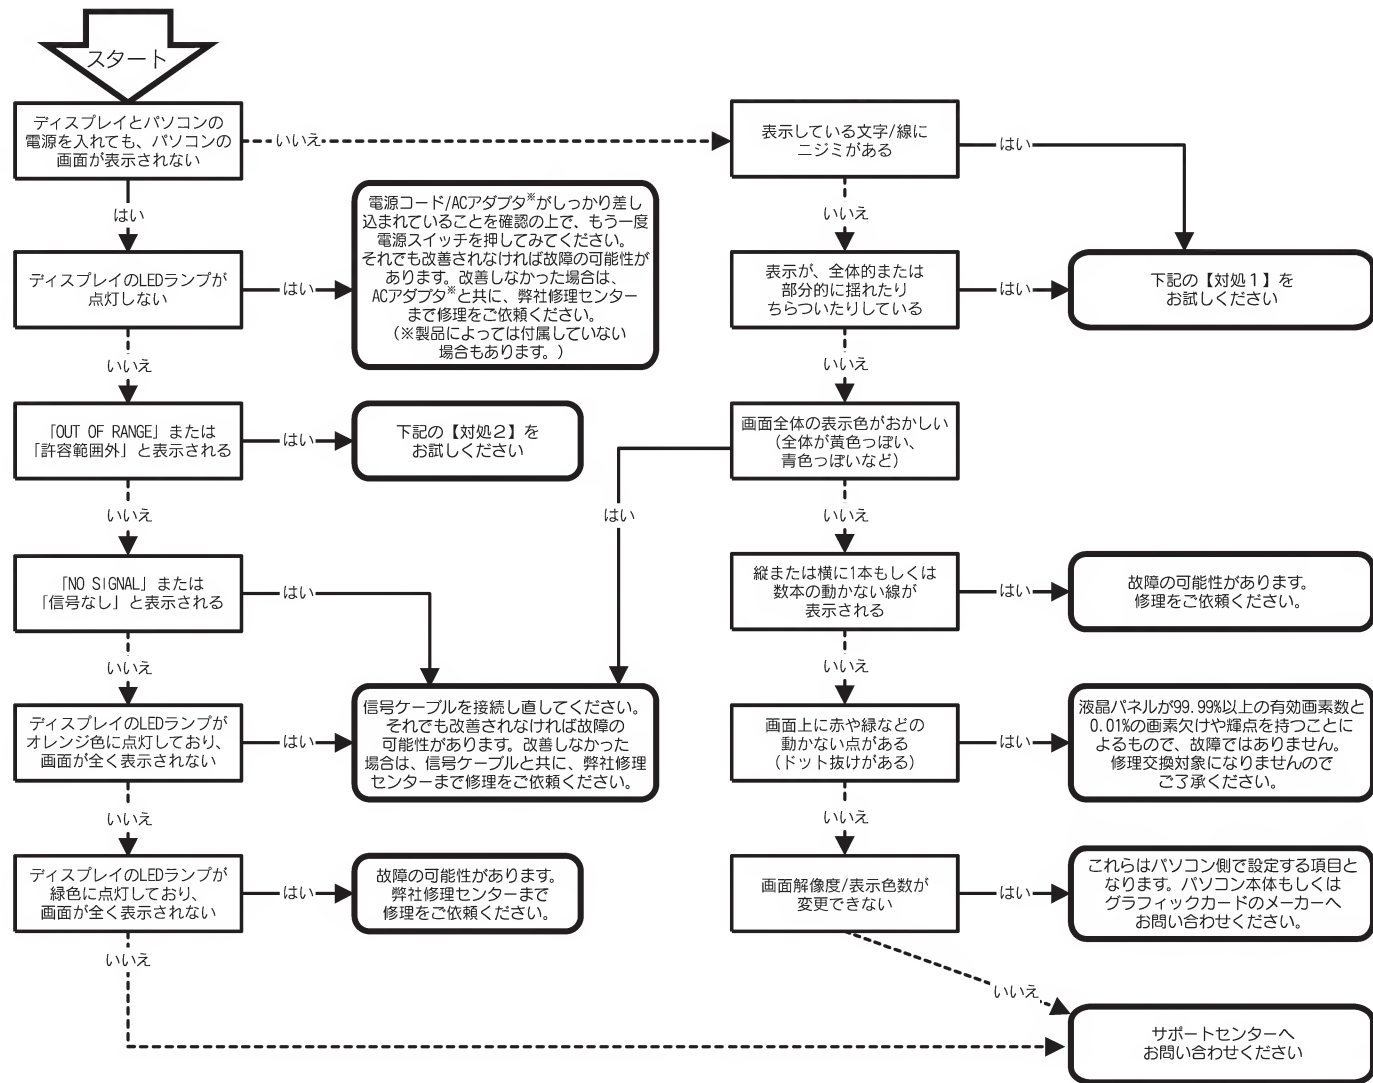 スタート
ディスプレイとパソコンの
電源を入れても、パソコンの
画面が表示されない
いいえ
はい
ディスプレイのLEDランプが
点灯しない
はい
電源コード/ACアダプタ※がしっかり差し
込まれていることを確認の上で、もう一度
電源スイッチを押してみてください。
それでも改善されなければ故障の可能性が
あります。改善しなかった場合は、
ACアダプタ※と共に、弊社修理センター
まで修理をご依頼ください。
(※製品によっては付属していない
場合もあります。)
いいえ
「OUT OF RANGE」または
「許容範囲外」と表示される
はい
下記の【対処2】を
お試しください
いいえ
「NO SIGNAL」または
「信号なし」と表示される
はい
いいえ
ディスプレイのLEDランプが
オレンジ色に点灯しており、
画面が全く表示されない
はい
信号ケーブルを接続し直してください。
それでも改善されなければ故障の
可能性があります。改善しなかった
場合は、信号ケーブルと共に、弊社修理
センターまで修理をご依頼ください。
いいえ
ディスプレイのLEDランプが
緑色に点灯しており、
画面が全く表示されない
はい
故障の可能性があります。
弊社修理センターまで
修理をご依頼ください。
いいえ
表示している文字/線に
ニジミがある
はい
いいえ
表示が、全体的または
部分的に揺れたり
ちらついたりしている
はい
下記の【対処1】を
お試しください
いいえ
画面全体の表示色がおかしい
(全体が黄色っぽい、
青色っぽいなど)
はい
いいえ
縦または横に1本もしくは
数本の動かない線が
表示される
はい
故障の可能性があります。
修理をご依頼ください。
いいえ
画面上に赤や緑などの
動かない点がある
(ドット抜けがある)
はい
液晶パネルが99.99%以上の有効画素数と
0.01%の画素欠けや輝点を持つことに
よるもので、故障ではありません。
修理交換対象になりませんので
ご了承ください。
いいえ
画面解像度/表示色数が
変更できない
はい
これらはパソコン側で設定する項目と
なります。パソコン本体もしくは
グラフィックカードのメーカーへ
お問い合わせください。
いいえ
サポートセンターへ
お問い合わせください